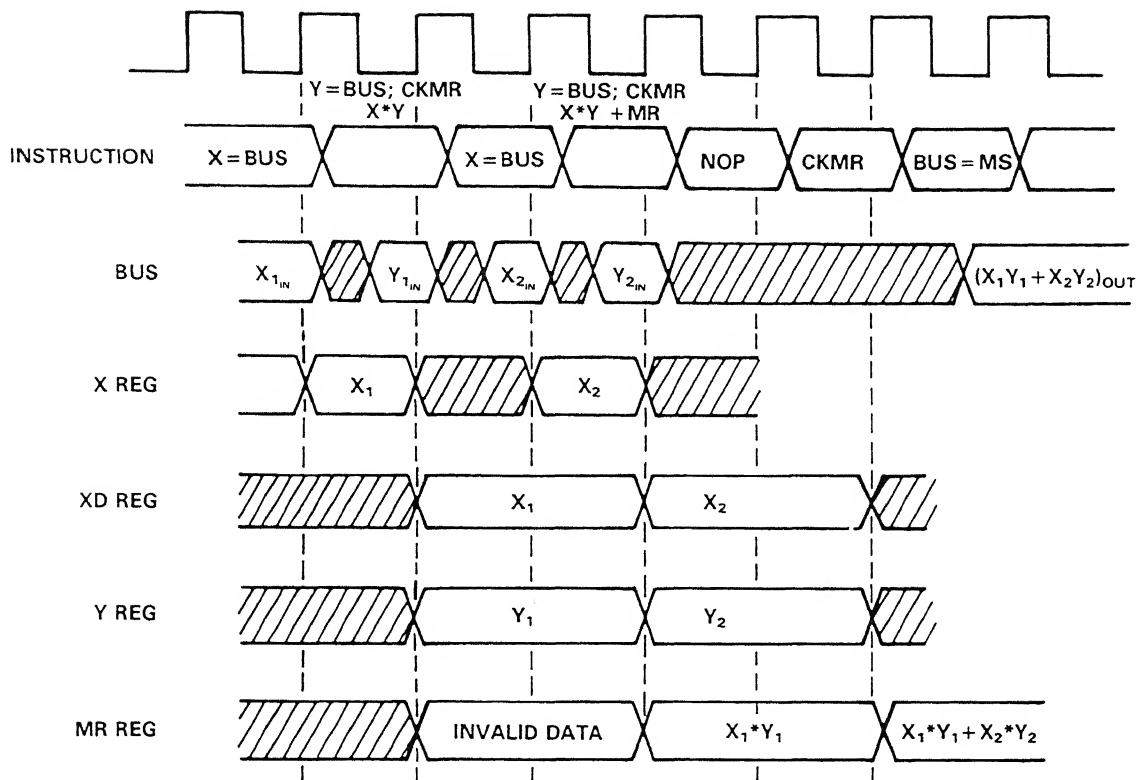 Y = BUS; CKMR
X*Y
Y = BUS; CKMR
X*Y + MR
INSTRUCTION
X = BUS
X = BUS
NOP
CKMR
BUS = MS
BUS
X₁ᵢₙ
Y₁ᵢₙ
X₂ᵢₙ
Y₂ᵢₙ
(X₁Y₁ + X₂Y₂)OUT
X REG
X₁
X₂
XD REG
X₁
X₂
Y REG
Y₁
Y₂
MR REG
INVALID DATA
X₁*Y₁
X₁*Y₁ + X₂*Y₂